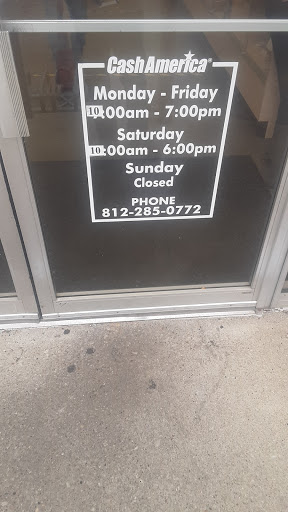 CashAmerica
Monday - Friday
10:00am - 7:00pm
Saturday
10:00am - 6:00pm
Sunday
Closed
PHONE
812-285-0772